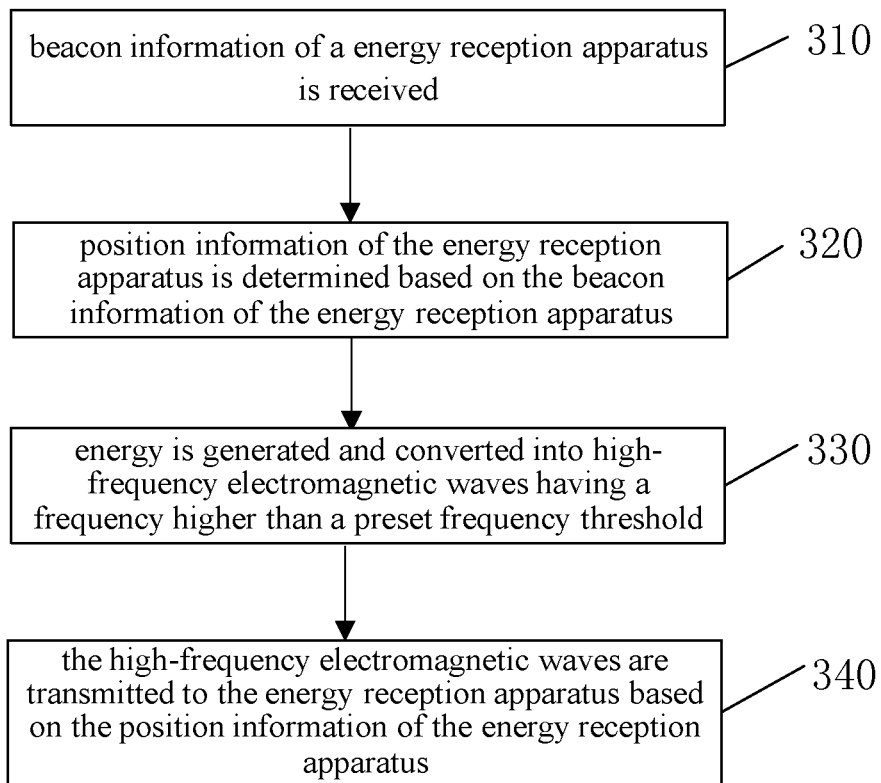 beacon information of a energy reception apparatus
is received
310
position information of the energy reception
apparatus is determined based on the beacon
information of the energy reception apparatus
320
energy is generated and converted into high-
frequency electromagnetic waves having a
frequency higher than a preset frequency threshold
330
the high-frequency electromagnetic waves are
transmitted to the energy reception apparatus based
on the position information of the energy reception
apparatus
340